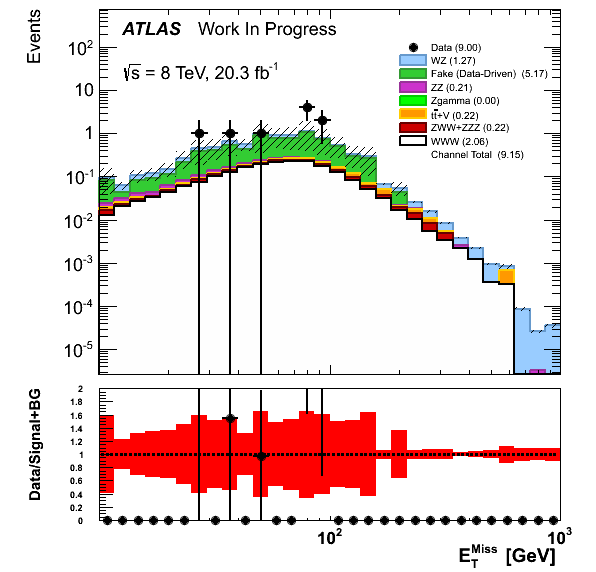 Events
ATLAS Work In Progress
√s = 8 TeV, 20.3 fb⁻¹
Data (9.00)
WZ (1.27)
Fake (Data-Driven) (5.17)
ZZ (0.21)
Zgamma (0.00)
tt̄+V (0.22)
ZWW+ZZZ (0.22)
WWW (2.06)
Channel Total (9.15)
10²
10
1
10⁻¹
10⁻²
10⁻³
10⁻⁴
10⁻⁵
Data/Signal+BG
2
1.8
1.6
1.4
1.2
1
0.8
0.6
0.4
0.2
0
10²
10³
E_T^Miss [GeV]